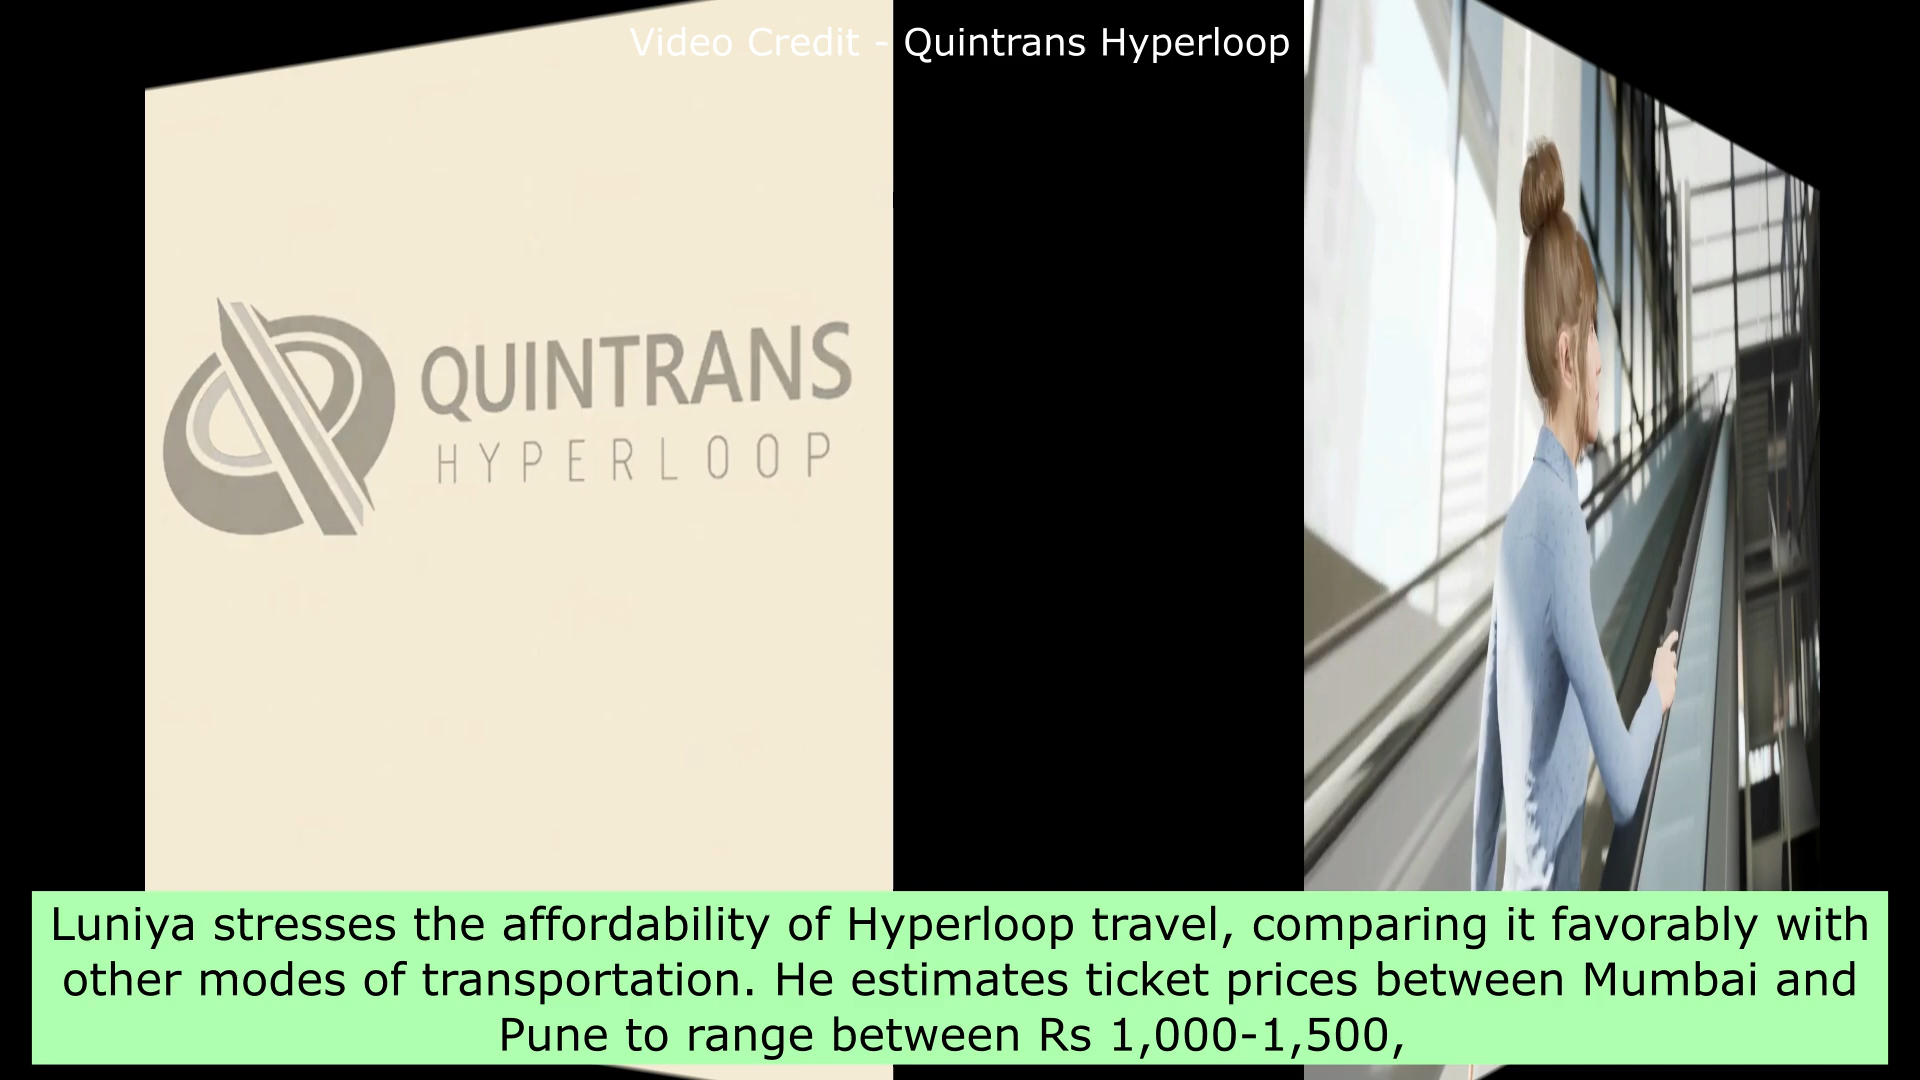 Video Credit - Quintrans Hyperloop
QUINTRANS
HYPERLOOP
Luniya stresses the affordability of Hyperloop travel, comparing it favorably with
other modes of transportation. He estimates ticket prices between Mumbai and
Pune to range between Rs 1,000-1,500,